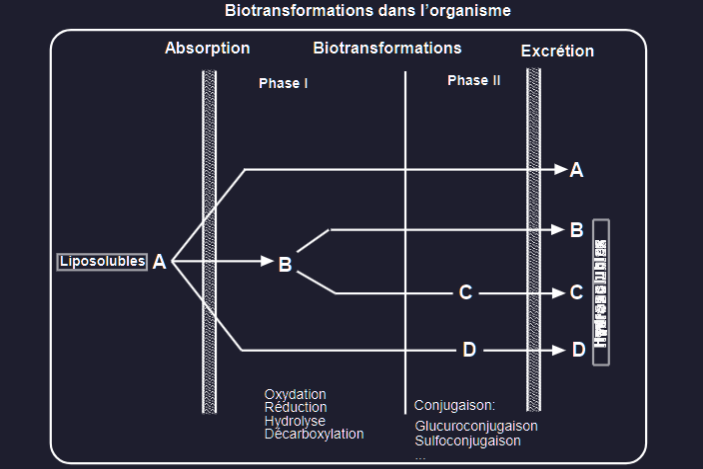 Biotransformations dans l'organisme
Absorption
Biotransformations
Excrétion
Phase I
Phase II
A
B
Liposolubles
A
B
C
C
D
D
Hydrosolubles
Oxydation
Réduction
Hydrolyse
Décarboxylation
Conjugaison:
Glucuroconjugaison
Sulfoconjugaison
...